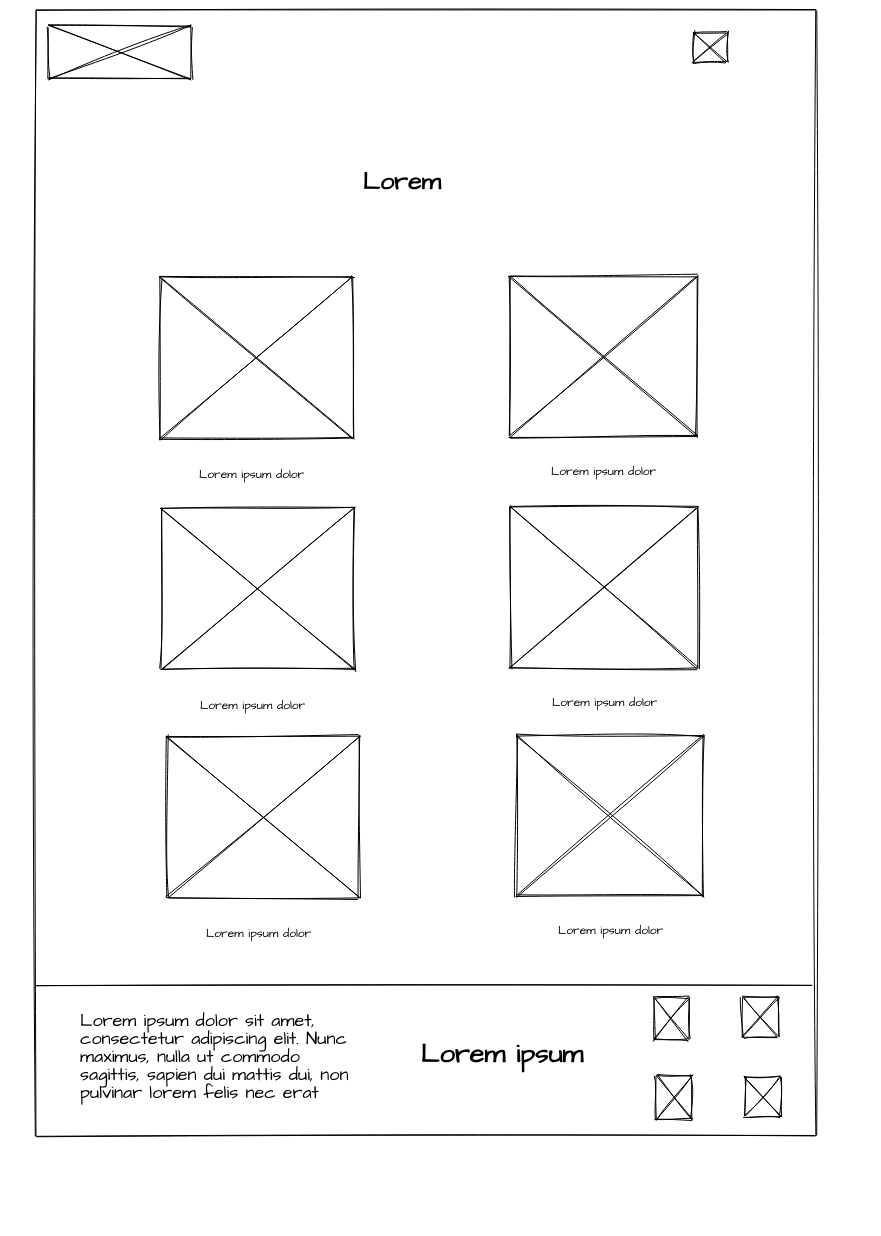 Lorem
Lorem ipsum dolor
Lorem ipsum dolor
Lorem ipsum dolor
Lorem ipsum dolor
Lorem ipsum dolor
Lorem ipsum dolor
Lorem ipsum dolor sit amet,
consectetur adipiscing elit. Nunc
maximus, nulla ut commodo
sagittis, sapien dui mattis dui, non
pulvinar lorem felis nec erat
Lorem ipsum